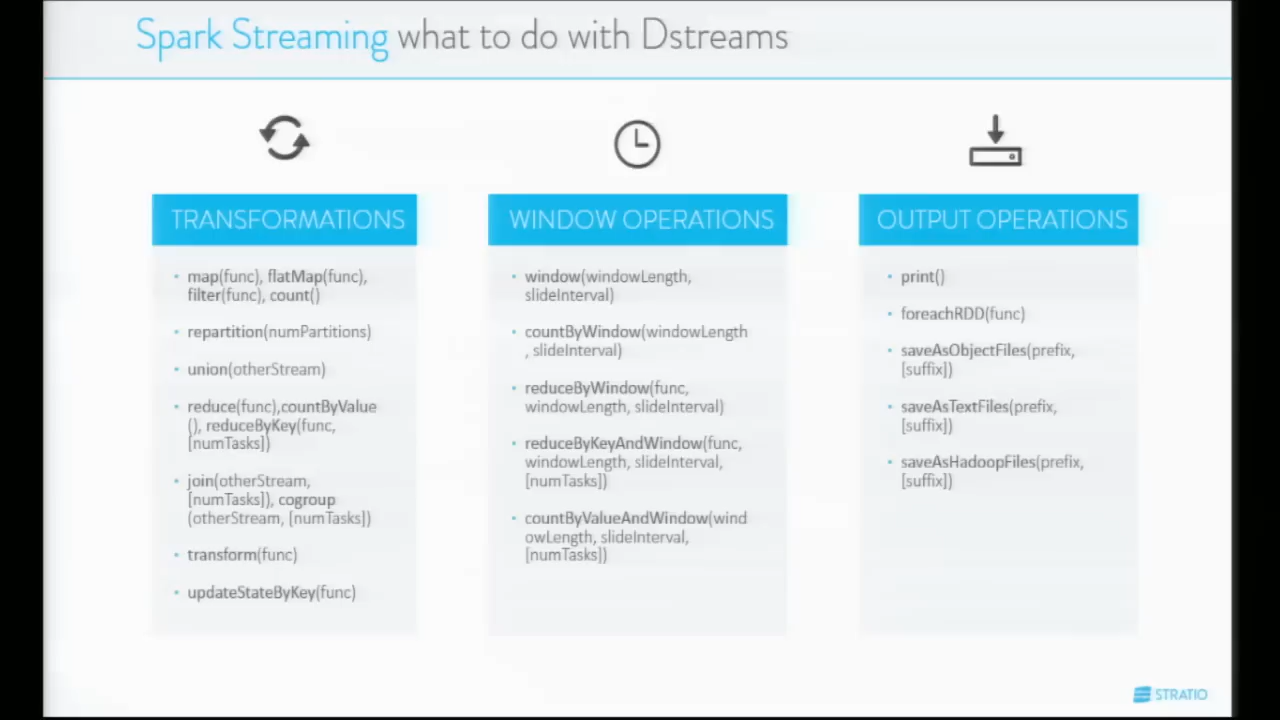 Spark Streaming what to do with Dstreams
TRANSFORMATIONS
• map(func), flatMap(func),
filter(func), count()
• repartition(numPartitions)
• union(otherStream)
• reduce(func),countByValue
(), reduceByKey(func,
[numTasks])
• join(otherStream,
[numTasks]), cogroup
(otherStream, [numTasks])
• transform(func)
• updateStateByKey(func)
WINDOW OPERATIONS
• window(windowLength,
slideInterval)
• countByWindow(windowLength
, slideInterval)
• reduceByWindow(func,
windowLength, slideInterval)
• reduceByKeyAndWindow(func,
windowLength, slideInterval,
[numTasks])
• countByValueAndWindow(wind
owLength, slideInterval,
[numTasks])
OUTPUT OPERATIONS
• print()
• foreachRDD(func)
• saveAsObjectFiles(prefix,
[suffix])
• saveAsTextFiles(prefix,
[suffix])
• saveAsHadoopFiles(prefix,
[suffix])
STRATIO